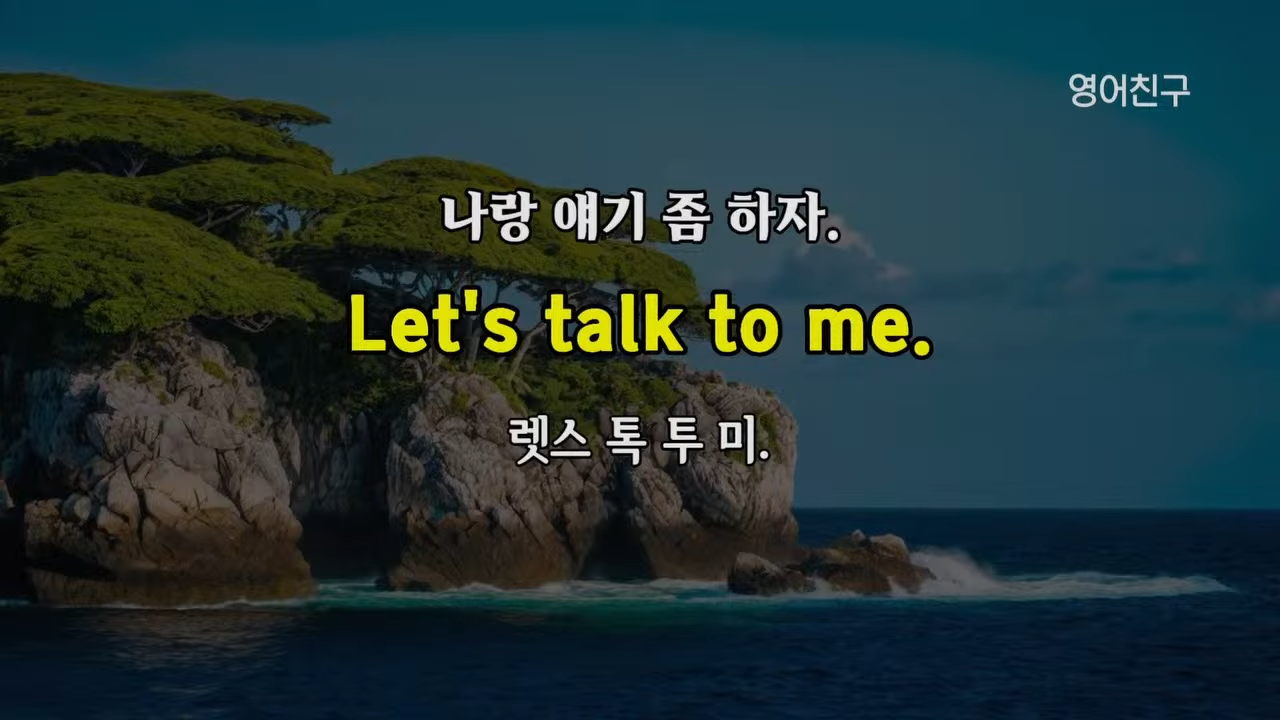 영어친구
나랑 얘기 좀 하자.
Let's talk to me.
렛스 톡 투 미.